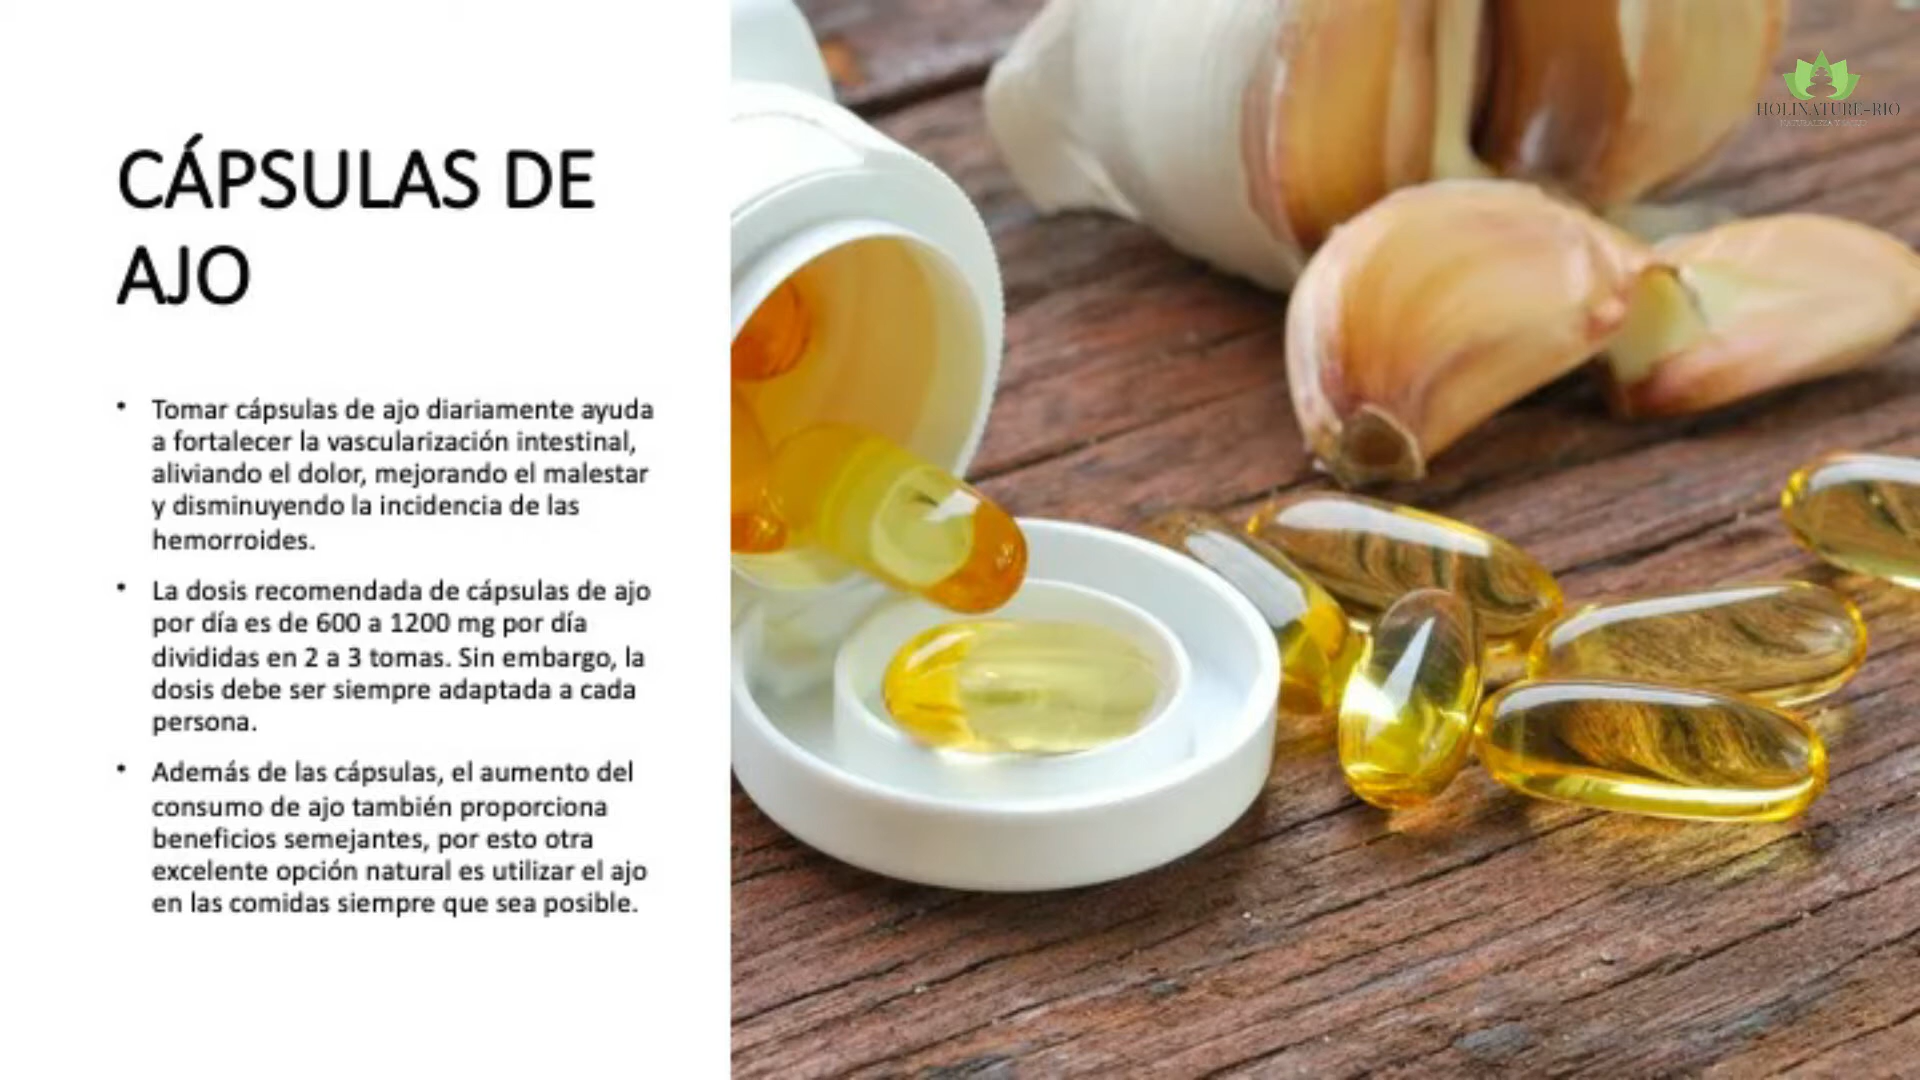 CÁPSULAS DE
AJO
• Tomar cápsulas de ajo diariamente ayuda
a fortalecer la vascularización intestinal,
aliviando el dolor, mejorando el malestar
y disminuyendo la incidencia de las
hemorroides.
• La dosis recomendada de cápsulas de ajo
por día es de 600 a 1200 mg por día
divididas en 2 a 3 tomas. Sin embargo, la
dosis debe ser siempre adaptada a cada
persona.
• Además de las cápsulas, el aumento del
consumo de ajo también proporciona
beneficios semejantes, por esto otra
excelente opción natural es utilizar el ajo
en las comidas siempre que sea posible.
HOLINATURE-RIO